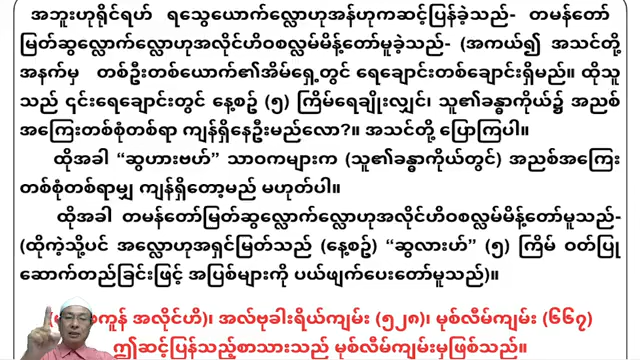 အဘူးဟုရိုင်ရဟ် ရသွေယောက်လ္လောဟုအန်ဟုကဆင့်ပြန်ခဲ့သည်- တမန်တော်
မြတ်ဆွလ္လောက်လ္လောဟုအလိုင်ဟိဝစလ္လမ်မိန့်တော်မူခဲ့သည်- (အကယ်၍ အသင်တို့
အနက်မှ တစ်ဦးတစ်ယောက်၏အိမ်ရှေ့တွင် ရေချောင်းတစ်ချောင်းရှိမည်။ ထိုသူ
သည် ၎င်းရေချောင်းတွင် နေ့စဥ် (၅) ကြိမ်ရေချိုးလျှင်၊ သူ၏ခန္ဓာကိုယ်၌ အညစ်
အကြေးတစ်စုံတစ်ရာ ကျန်ရှိနေဦးမည်လော?။ အသင်တို့ ပြောကြပါ။
ထိုအခါ “ဆွဟားဗဟ်” သာဝကများက (သူ၏ခန္ဓာကိုယ်တွင်) အညစ်အကြေး
တစ်စုံတစ်ရာမျှ ကျန်ရှိတော့မည် မဟုတ်ပါ။
ထိုအခါ တမန်တော်မြတ်ဆွလ္လောက်လ္လောဟုအလိုင်ဟိဝစလ္လမ်မိန့်တော်မူသည်-
(ထိုကဲ့သို့ပင် အလ္လောဟုအရှင်မြတ်သည် (နေ့စဥ်) “ဆွလားဟ်” (၅) ကြိမ် ဝတ်ပြု
ဆောက်တည်ခြင်းဖြင့် အပြစ်များကို ပယ်ဖျက်ပေးတော်မူသည်)။
ကွန် အလိုင်ဟိ)၊ အလ်ဗုခါးရိယ်ကျမ်း (၅၂၈)၊ မုစ်လီမ်ကျမ်း (၆၆၇)
ဤဆင့်ပြန်သည့်စာသားသည် မုစ်လီမ်ကျမ်းမှဖြစ်သည်။